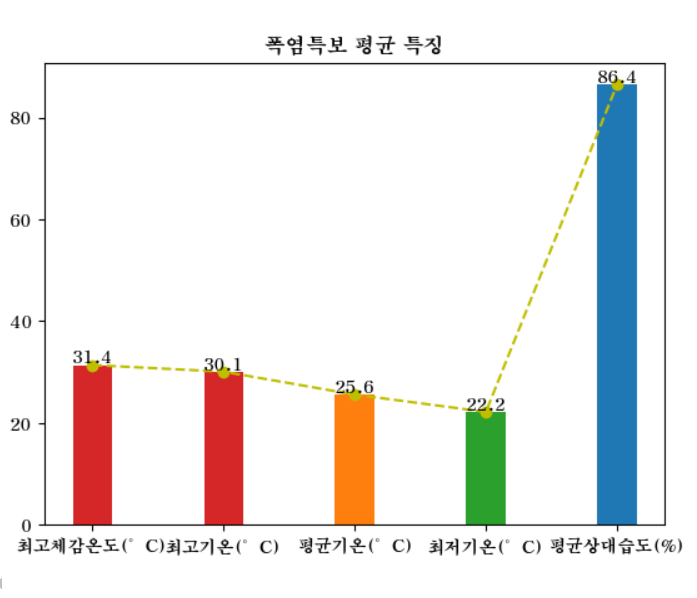 폭염특보 평균 특징
80
60
40
20
0
31.4
30.1
25.6
22.2
86.4
최고체감온도(° C)
최고기온(° C)
평균기온(° C)
최저기온(° C)
평균상대습도(%)